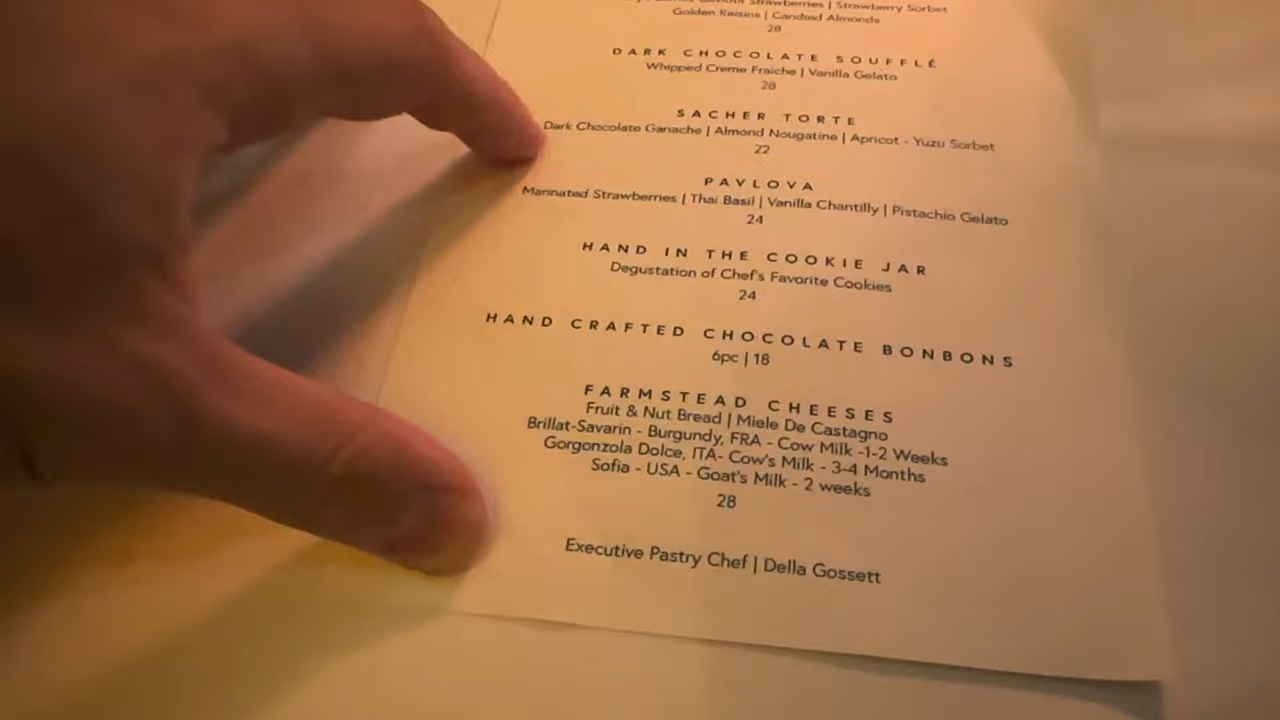 Strawberries | Strawberry Sorbet
Golden Raisins | Candied Almonds
28
DARK CHOCOLATE SOUFFLÉ
Whipped Creme Fraiche | Vanilla Gelato
28
SACHER TORTE
Dark Chocolate Ganache | Almond Nougatine | Apricot - Yuzu Sorbet
22
PAVLOVA
Marinated Strawberries | Thai Basil | Vanilla Chantilly | Pistachio Gelato
24
HAND IN THE COOKIE JAR
Degustation of Chef's Favorite Cookies
24
HAND CRAFTED CHOCOLATE BONBONS
6pc | 18
FARMSTEAD CHEESES
Fruit & Nut Bread | Miele De Castagno
Brillat-Savarin - Burgundy, FRA - Cow Milk -1-2 Weeks
Gorgonzola Dolce, ITA- Cow's Milk - 3-4 Months
Sofia - USA - Goat's Milk - 2 weeks
28
Executive Pastry Chef | Della Gossett